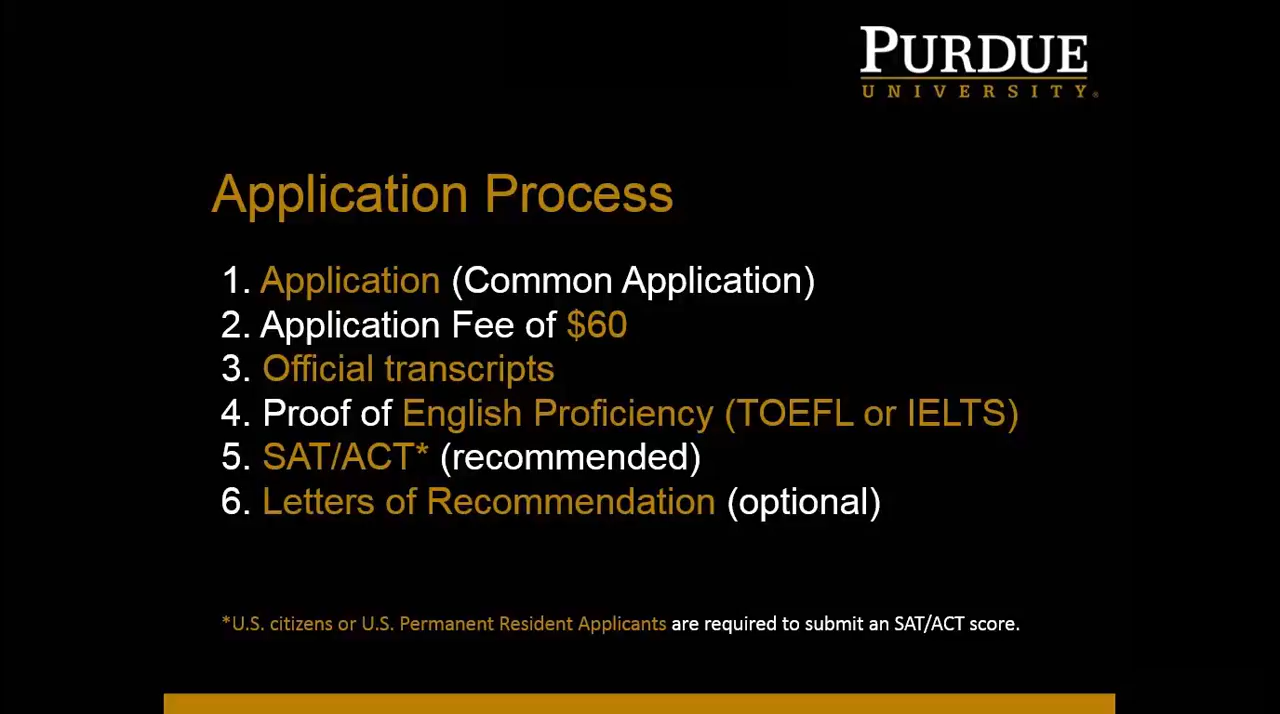 PURDUE
UNIVERSITY®
Application Process
1. Application (Common Application)
2. Application Fee of $60
3. Official transcripts
4. Proof of English Proficiency (TOEFL or IELTS)
5. SAT/ACT* (recommended)
6. Letters of Recommendation (optional)
*U.S. citizens or U.S. Permanent Resident Applicants are required to submit an SAT/ACT score.